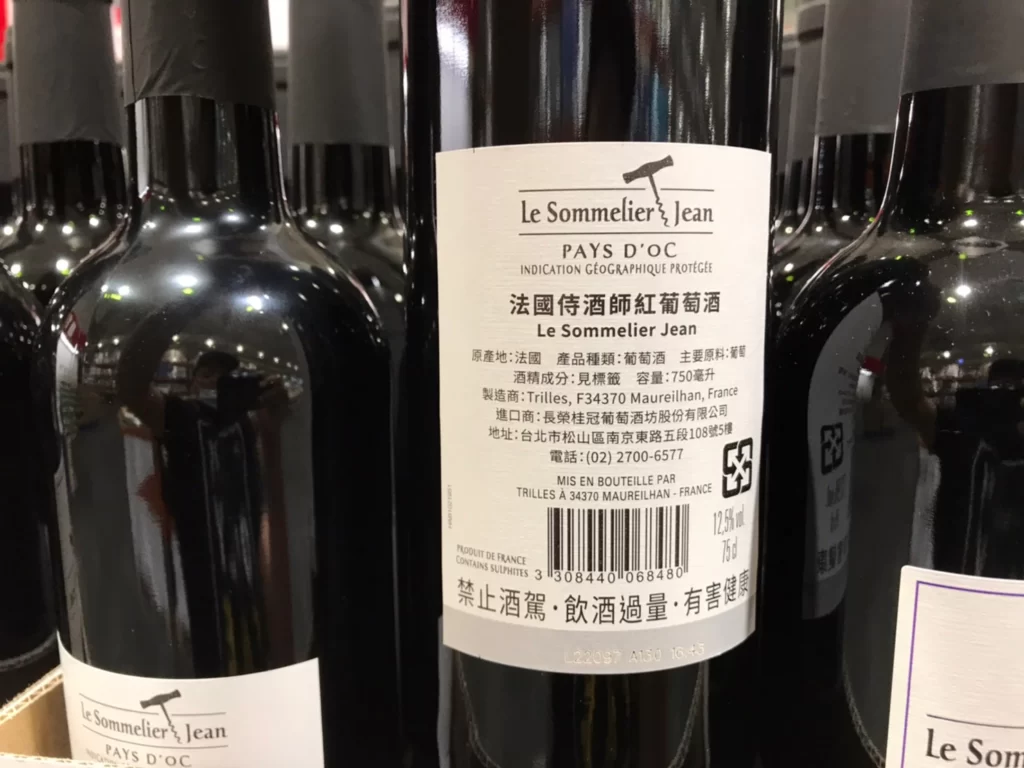 Le Sommelier Jean
PAYS D'OC
INDICATION GÉOGRAPHIQUE PROTÉGÉE
法國侍酒師紅葡萄酒
Le Sommelier Jean
原產地:法國 產品種類:葡萄酒 主要原料:葡萄
酒精成分:見標籤 容量:750毫升
製造商:Trilles, F34370 Maureilhan, France
進口商:長榮桂冠葡萄酒坊股份有限公司
地址:台北市松山區南京東路五段108號5樓
電話:(02) 2700-6577
MIS EN BOUTEILLE PAR
TRILLES À 34370 MAUREILHAN - FRANCE
12,5% vol.
75 cl
PRODUIT DE FRANCE
CONTAINS SULPHITES
3 308440 068480
禁止酒駕·飲酒過量·有害健康
Le Sommelier Jean
PAYS D'OC
Le Som